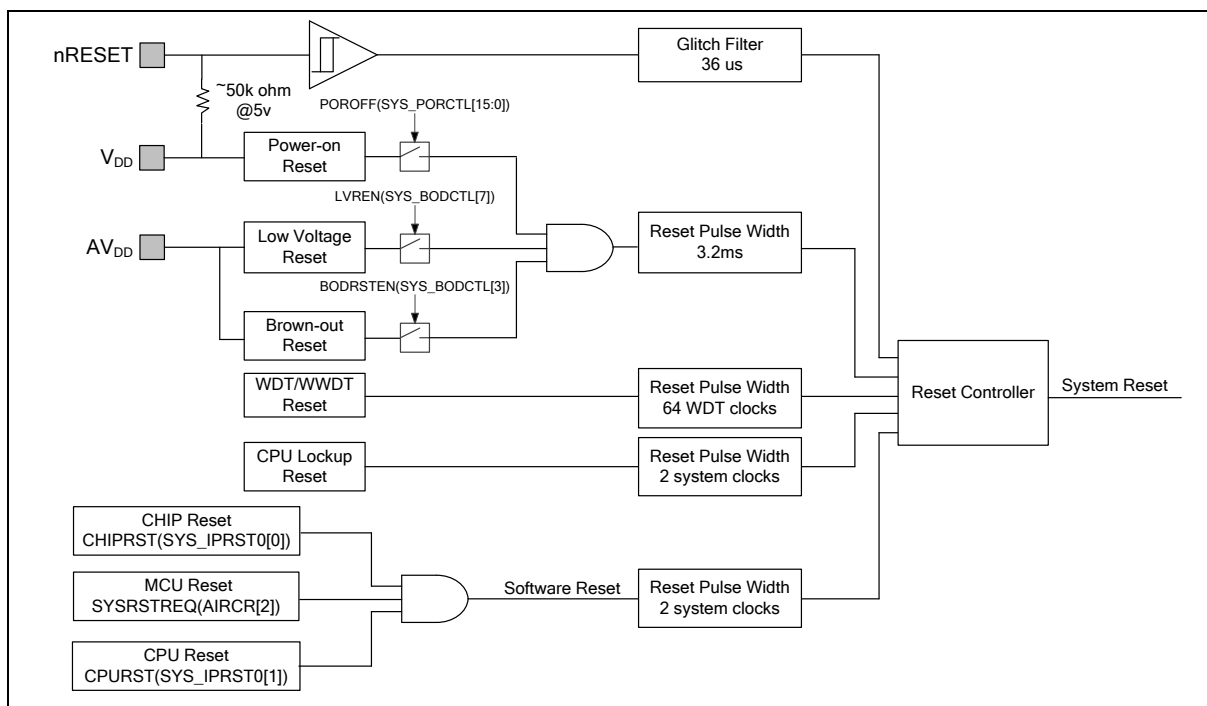 nRESET
Glitch Filter
36 us
~50k ohm
@5v
POROFF(SYS_PORCTL[15:0])
VDD
Power-on
Reset
LVREN(SYS_BODCTL[7])
AVDD
Low Voltage
Reset
Reset Pulse Width
3.2ms
BODRSTEN(SYS_BODCTL[3])
Brown-out
Reset
WDT/WWDT
Reset
Reset Pulse Width
64 WDT clocks
Reset Controller
System Reset
CPU Lockup
Reset
Reset Pulse Width
2 system clocks
CHIP Reset
CHIPRST(SYS_IPRST0[0])
MCU Reset
SYSRSTREQ(AIRCR[2])
Software Reset
Reset Pulse Width
2 system clocks
CPU Reset
CPURST(SYS_IPRST0[1])